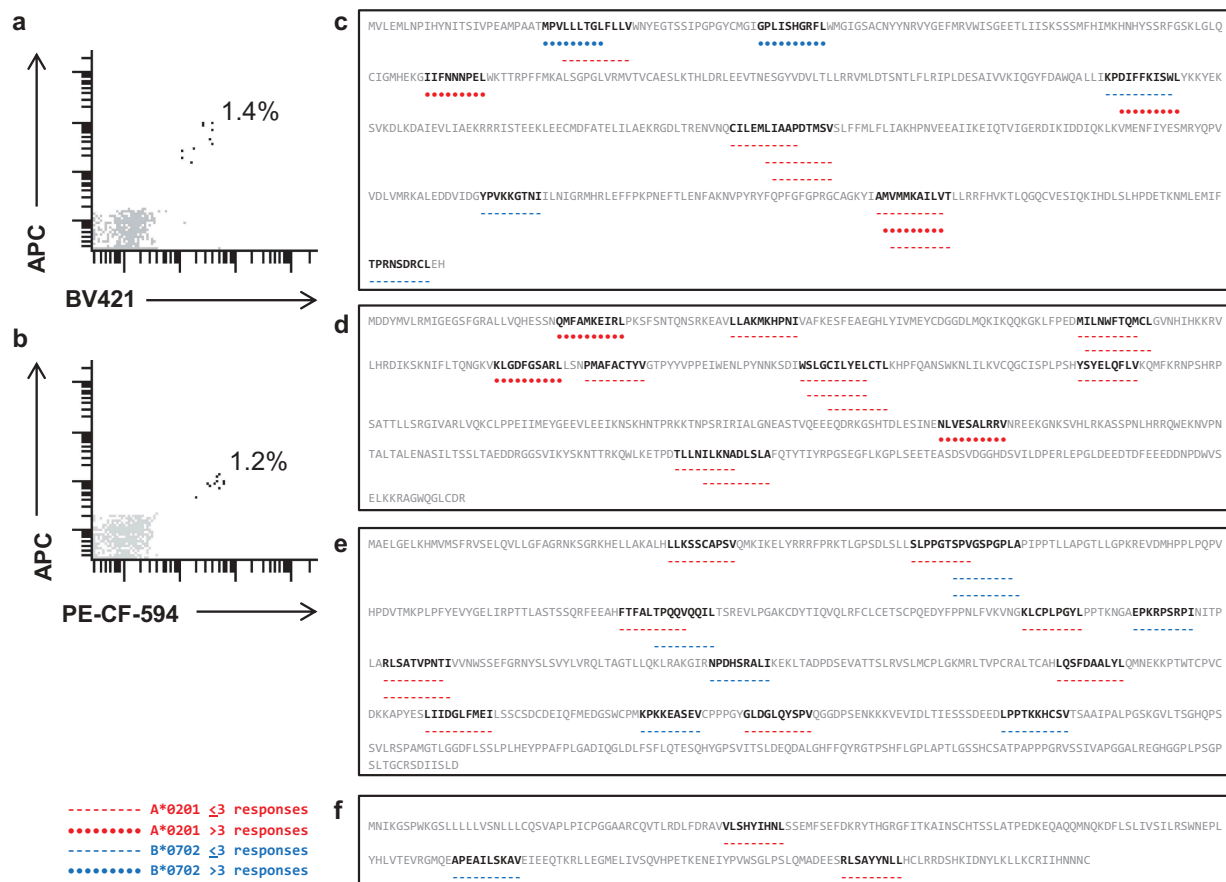 a
1.4%
APC
BV421
b
1.2%
APC
PE-CF-594
A*0201 ≤3 responses
A*0201 >3 responses
B*0702 ≤3 responses
B*0702 >3 responses
c
MVLEMLNPIHYNITSIVPEAMPAATMPVLLLTGLFLLVWNYEGTSSIPGPGYCMGIGPLISHGRFLWMGIGSACNYYNRVYGEFMRVWISGEETLIISKSSSMFHIMKHNHYSSRFGSKLGLQ
CIGMHEKGIIFNNNPELWKTTRPFFMKALSGPGLVRMVTVCAESLKTHLDRLEEVTNESGYVDVLTLLRRVMLDTSNTLFLRIPLDESAIVVKIQGYFDAWQALLIKPDIFFKISWLYKKYEK
SVKDLKDAIEVLIAEKRRRISTEEKLEECMDFATELILAEKRGDLTRENVNQCILEMLIAAPDTMSVSLFFMLFLIAKHPNVEEAIIKEIQTVIGERDIKIDDIQKLKVMENFIYESMRYQPV
VDLVMRKALEDDVIDGYPVKKGTNIILNIGRMHRLEFFPKPNEFTLENFAKNVPYRYFQPFGFGPRGCAGKYIAMVMMKAILVTLLRRFHVKTLQGQCVESIQKIHDLSLHPDETKNMLEMIF
TPRNSDRCLEH
d
MDDYMVLRMIGEGSFGRALLVQHESSNQMFAMKEIRLPKSFSNTQNSRKEAVLLAKMKHPNIVAFKESFEAEGHLYIVMEYCDGGDLMQKIKQQKGKLFPEDMILNWFTQMCLGVNHIHKKRV
LHRDIKSKNIFLTQNGKVKLGDFGSARLLSNPMAFACTYVGTPYYVPPEIWENLPYNNKSDIWSLGCILYELCTLKHPFQANSWKNLILKVCQGCISPLPSHYSYELQFLVKQMFKRNPSHRP
SATTLLSRGIVARLVQKCLPPEIIMEYGEEVLEEIKNSKHNTPRKKTNPSRIRIALGNEASTVQEEEQDRKGSHTDLESINENLVESALRRVNREEKGNKSVHLRKASSPNLHRRQWEKNVPN
TALTALENASILTSSLTAEDDRGGSVIKYSKNTTRKQWLKETPDTLLNILKNADLSLAFQTYTIYRPGSEGFLKGPLSEETEASDSVDGGHDSVILDPERLEPGLDEEDTDFEEEDDNPDWVS
ELKKRAGWQGLCDR
e
MAELGELKHMVMSFRVSELQVLLGFAGRNKSGRKHELLAKALHLLKSSCAPSVQMKIKELYRRRFPRKTLGPSDLSLLSLPPGTSPVGSPGPLAPIPPTLLAPGTLLGPKREVDMHPPLPQPV
HPDVTMKPLPFYEVYGELIRPTTLASTSSQRFEEAHFTFALTPQQVQQILTSREVLPGAKCDYTIQVQLRFCLCETSCPQEDYFPPNLFVKVNGKLCPLPGYLPPTKNGAEPKRPSRPINITP
LARLSATVPNTIVVNWSSEFGRNYSLSVYLVRQLTAGTLLQKLRAKGIRNPDHSRALIKEKLTADPDSEVATTSLRVSLMCPLGKMRLTVPCRALTCAHLQSFDAALYLQMNEKKPTWTCPVC
DKKAPYESLIIDGLFMEILSSCSDCDEIQFMEDGSWCPMKPKKEASEVCPPPGYGLDGLQYSPVQGGDPSENKKKVEVIDLTIESSSDEEDLPPTKKHCSVTSAAIPALPGSKGVLTSGHQPS
SVLRSPAMGTLGGDFLSSLPLHEYPPAFPLGADIQGLDLFSFLQTESQHYGPSVITSLDEQDALGHFFQYRGTPSHFLGPLAPTLGSSHCSATPAPPPGRVSSIVAPGGALREGHGGPLPSGP
SLTGCRSDIISLD
f
MNIKGSPWKGSLLLLLVSNLLLCQSVAPLPICPGGAARCQVTLRDLFDRAVVLSHYIHNLSSEMFSEFDKRYTHGRGFITKAINSCHTSSLATPEDKEQAQQMNQKDFLSLIVSILRSWNEPL
YHLVTEVRGMQEAPEAILSKAVEIEEQTKRLLEGMELIVSQVHPETKENEIYPVWSGLPSLQMADEESRLSAYYNLLHCLRRDSHKIDNYLKLLKCRIIHNNNC